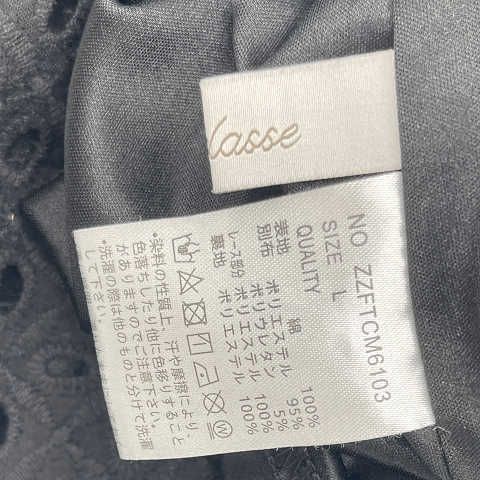 lasse
NO ZZFTCM6103
SIZE L
QUALITY
表地 綿 100%
別布 ポリエステル 95%
ポリウレタン 5%
レース部分 ポリエステル 100%
裏地 ポリエステル 100%
*染料の性質上、汗や摩擦により、
色落ちしたり他に色移りすること
がありますのでご注意下さい。
*洗濯の際は他のものと分けて洗濯
して下さい。